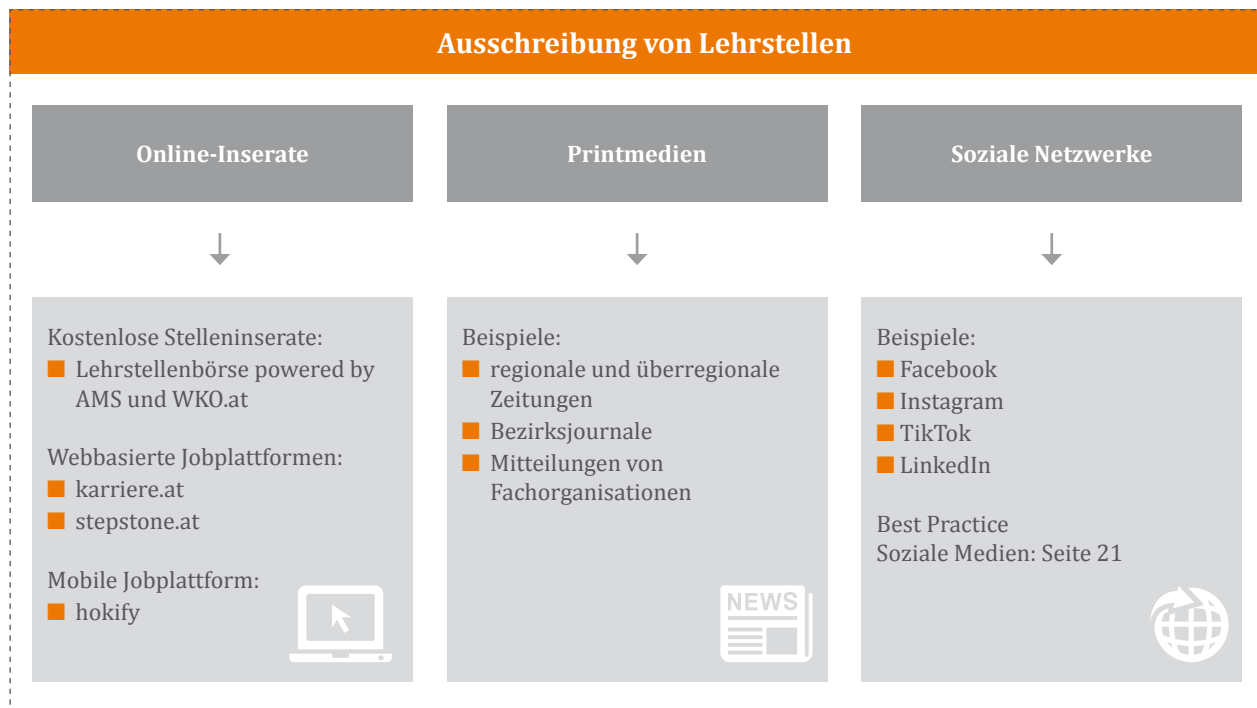 Ausschreibung von Lehrstellen
Online-Inserate
Kostenlose Stelleninserate:
Lehrstellenbörse powered by
AMS und WKO.at
Webbasierte Jobplattformen:
karriere.at
stepstone.at
Mobile Jobplattform:
hokify
Printmedien
Beispiele:
regionale und überregionale
Zeitungen
Bezirksjournale
Mitteilungen von
Fachorganisationen
NEWS
Soziale Netzwerke
Beispiele:
Facebook
Instagram
TikTok
LinkedIn
Best Practice
Soziale Medien: Seite 21